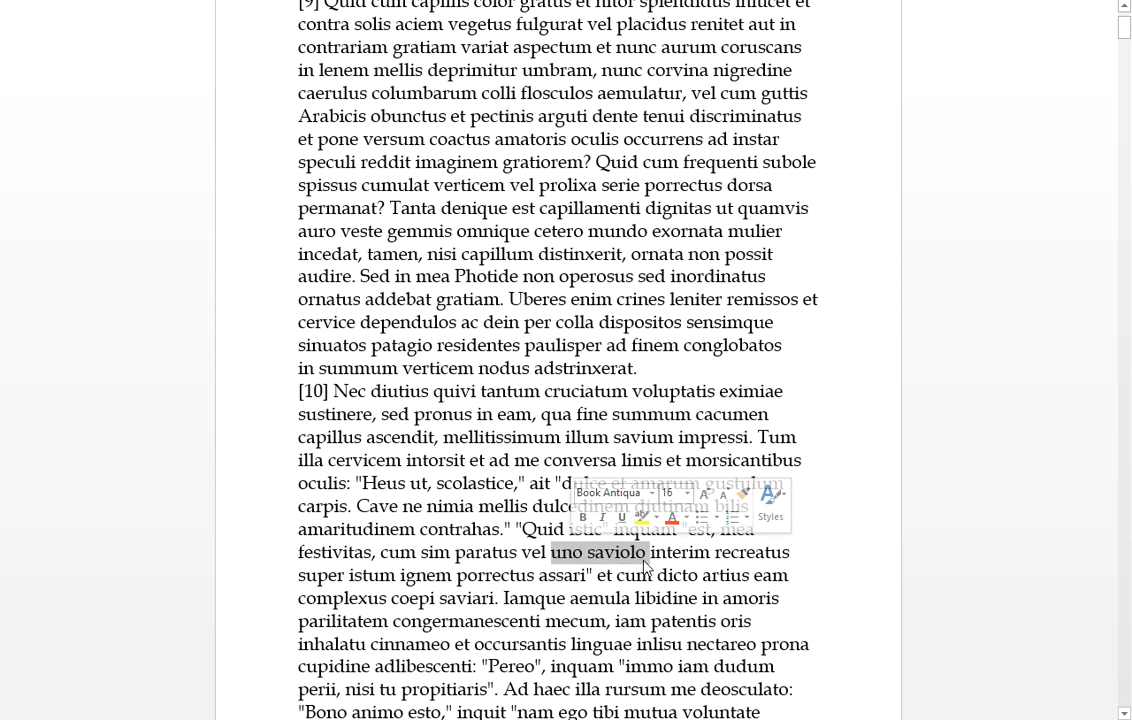 [9] Quid cum capillis color gratus et nitor splendidus inlucet et
contra solis aciem vegetus fulgurat vel placidus renitet aut in
contrariam gratiam variat aspectum et nunc aurum coruscans
in lenem mellis deprimitur umbram, nunc corvina nigredine
caerulus columbarum colli flosculos aemulatur, vel cum guttis
Arabicis obunctus et pectinis arguti dente tenui discriminatus
et pone versum coactus amatoris oculis occurrens ad instar
speculi reddit imaginem gratiorem? Quid cum frequenti subole
spissus cumulat verticem vel prolixa serie porrectus dorsa
permanat? Tanta denique est capillamenti dignitas ut quamvis
auro veste gemmis omnique cetero mundo exornata mulier
incedat, tamen, nisi capillum distinxerit, ornata non possit
audire. Sed in mea Photide non operosus sed inordinatus
ornatus addebat gratiam. Uberes enim crines leniter remissos et
cervice dependulos ac dein per colla dispositos sensimque
sinuatos patagio residentes paulisper ad finem conglobatos
in summum verticem nodus adstrinxerat.
[10] Nec diutius quivi tantum cruciatum voluptatis eximiae
sustinere, sed pronus in eam, qua fine summum cacumen
capillus ascendit, mellitissimum illum savium impressi. Tum
illa cervicem intorsit et ad me conversa limis et morsicantibus
oculis: "Heus tu, scolastice," ait "dulce et amarum gustulum
Book Antiqua 16
carpis. Cave ne nimia mellis dulcedinem diutinam bilis
B I U ab A Styles
amaritudinem contrahas." "Quid istic" inquam "est, mea
festivitas, cum sim paratus vel uno saviolo interim recreatus
super istum ignem porrectus assari" et cum dicto artius eam
complexus coepi saviari. Iamque aemula libidine in amoris
parilitatem congermanescenti mecum, iam patentis oris
inhalatu cinnameo et occursantis linguae inlisu nectareo prona
cupidine adlibescenti: "Pereo", inquam "immo iam dudum
perii, nisi tu propitiaris". Ad haec illa rursum me deosculato:
"Bono animo esto," inquit "nam ego tibi mutua voluntate